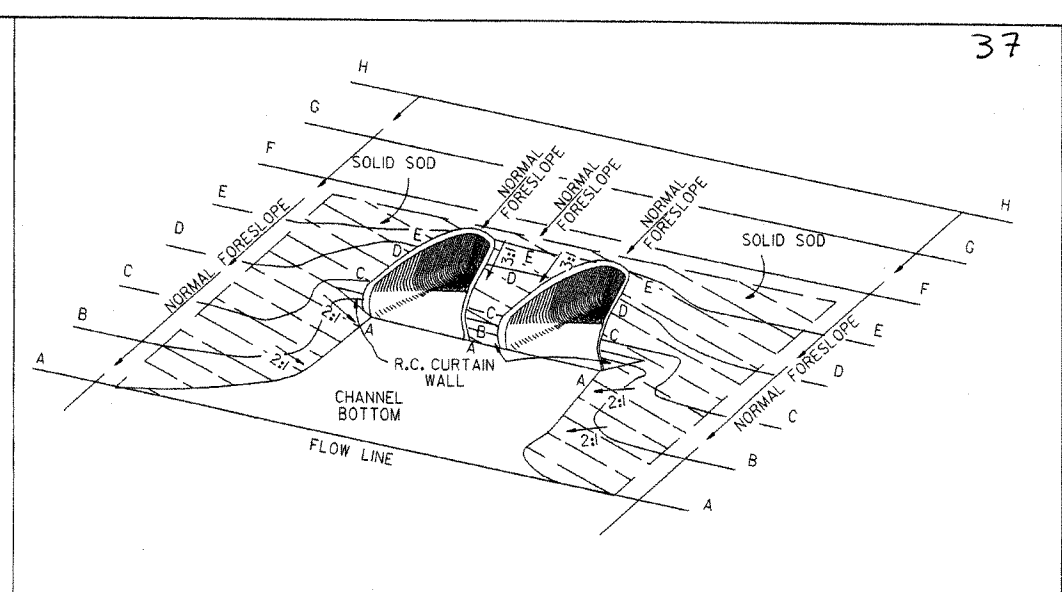 37
H
G
F
SOLID SOD
E
D
C
B
A
NORMAL FORESLOPE
NORMAL
FORESLOPE
NORMAL
FORESLOPE
NORMAL
FORESLOPE
H
G
SOLID SOD
F
E
D
C
B
A
NORMAL FORESLOPE
E
D
C
A
2:1
2:1
3:1
E
3:1
D
C
B
A
E
D
C
A
2:1
2:1
R.C. CURTAIN
WALL
CHANNEL
BOTTOM
FLOW LINE